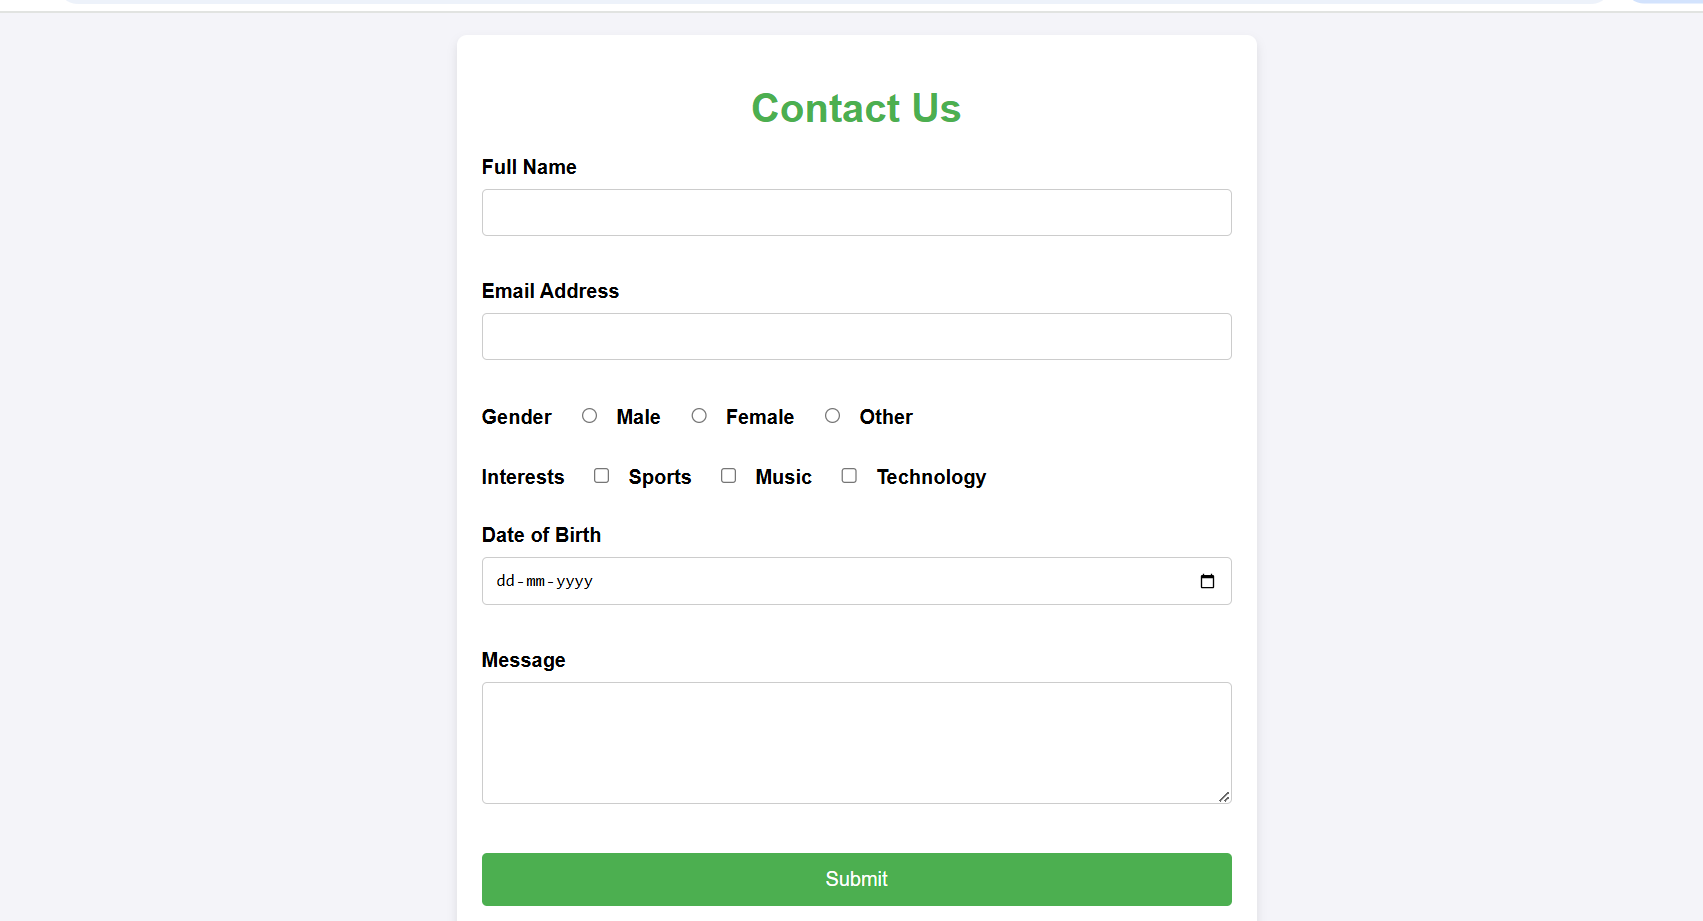 Contact Us
Full Name
Email Address
Gender Male Female Other
Interests Sports Music Technology
Date of Birth
dd-mm-yyyy
Message
Submit